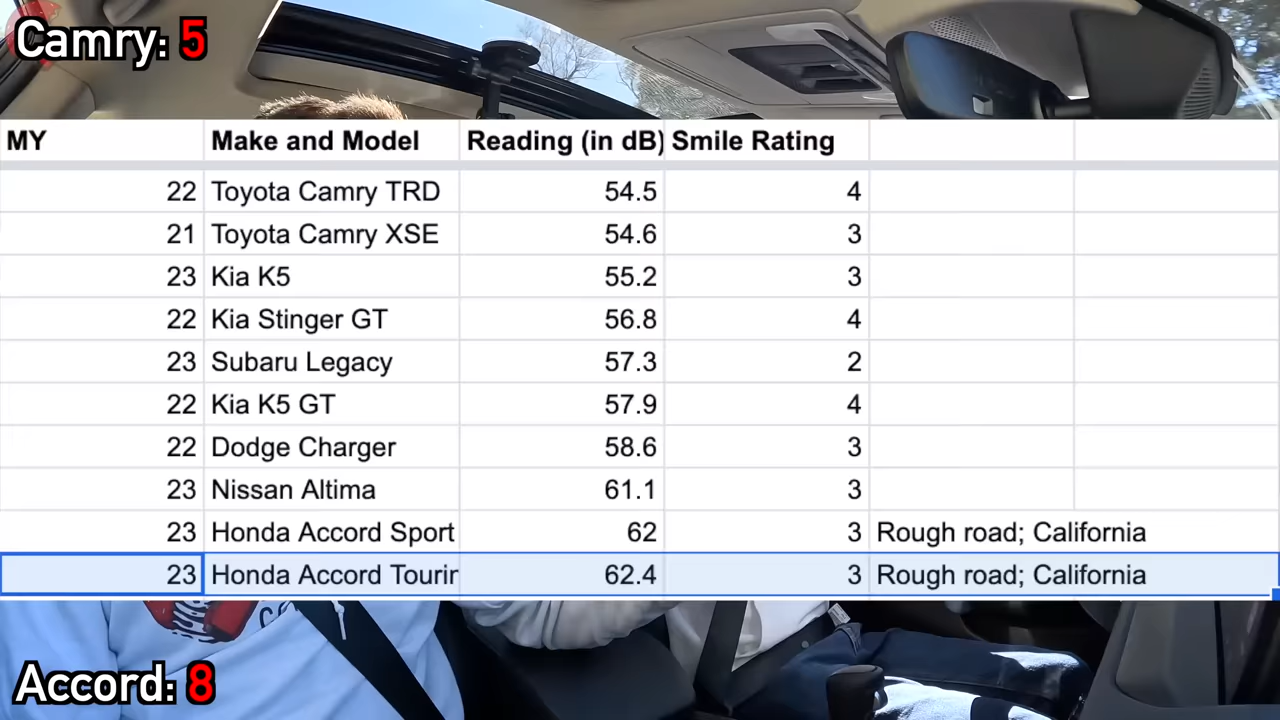 Camry: 5
MY Make and Model Reading (in dB) Smile Rating
22 Toyota Camry TRD 54.5 4
21 Toyota Camry XSE 54.6 3
23 Kia K5 55.2 3
22 Kia Stinger GT 56.8 4
23 Subaru Legacy 57.3 2
22 Kia K5 GT 57.9 4
22 Dodge Charger 58.6 3
23 Nissan Altima 61.1 3
23 Honda Accord Sport 62 3 Rough road; California
23 Honda Accord Tourin 62.4 3 Rough road; California
Accord: 8